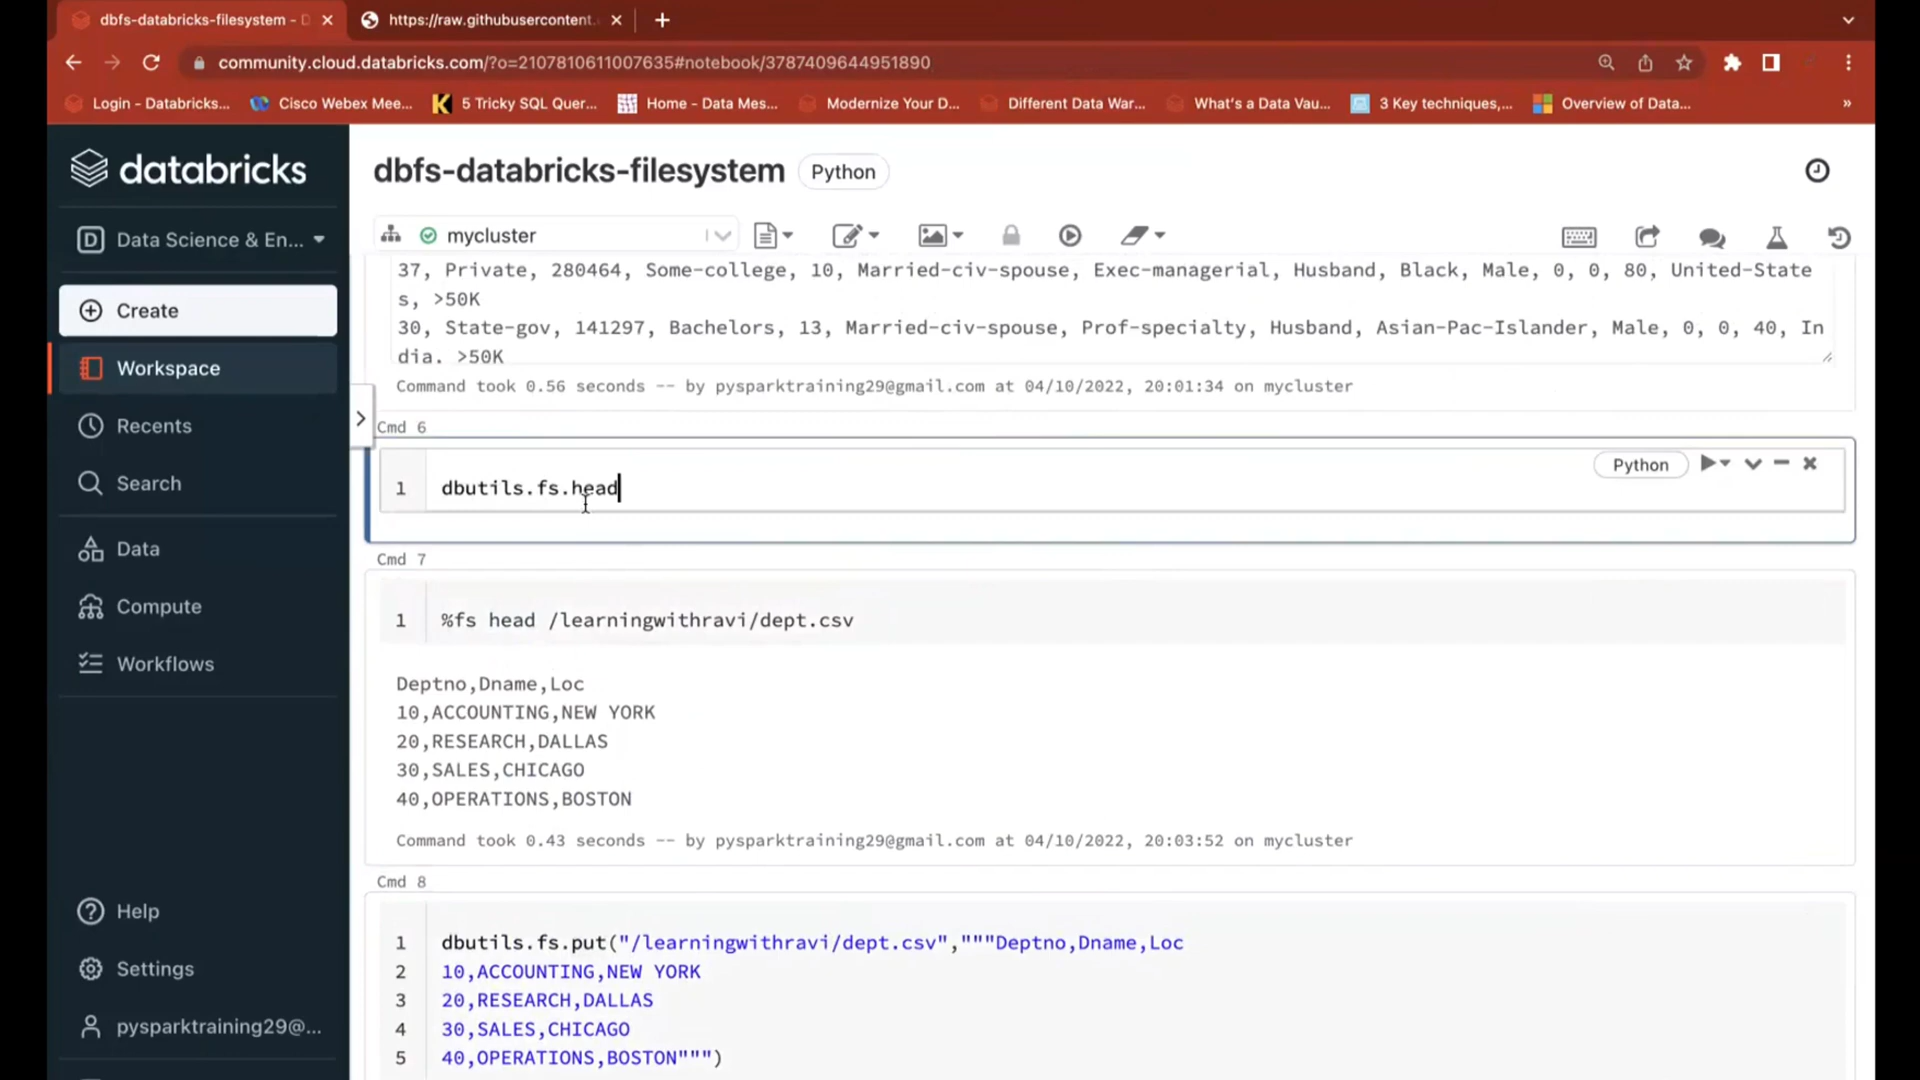 dbfs-databricks-filesystem - D
https://raw.githubusercontent.
community.cloud.databricks.com/?o=2107810611007635#notebook/3787409644951890
Login - Databricks...
Cisco Webex Mee...
5 Tricky SQL Quer...
Home - Data Mes...
Modernize Your D...
Different Data War...
What's a Data Vau...
3 Key techniques,...
Overview of Data...
»
databricks
D Data Science & En...
Create
Workspace
Recents
Search
Data
Compute
Workflows
Help
Settings
pysparktraining29@...
dbfs-databricks-filesystem Python
mycluster
37, Private, 280464, Some-college, 10, Married-civ-spouse, Exec-managerial, Husband, Black, Male, 0, 0, 80, United-State
s, >50K
30, State-gov, 141297, Bachelors, 13, Married-civ-spouse, Prof-specialty, Husband, Asian-Pac-Islander, Male, 0, 0, 40, In
dia. >50K
Command took 0.56 seconds -- by pysparktraining29@gmail.com at 04/10/2022, 20:01:34 on mycluster
Cmd 6
Python
1 dbutils.fs.head
Cmd 7
1 %fs head /learningwithravi/dept.csv
Deptno,Dname,Loc
10,ACCOUNTING,NEW YORK
20,RESEARCH,DALLAS
30,SALES,CHICAGO
40,OPERATIONS,BOSTON
Command took 0.43 seconds -- by pysparktraining29@gmail.com at 04/10/2022, 20:03:52 on mycluster
Cmd 8
1 dbutils.fs.put("/learningwithravi/dept.csv","""Deptno,Dname,Loc
2 10,ACCOUNTING,NEW YORK
3 20,RESEARCH,DALLAS
4 30,SALES,CHICAGO
5 40,OPERATIONS,BOSTON""")